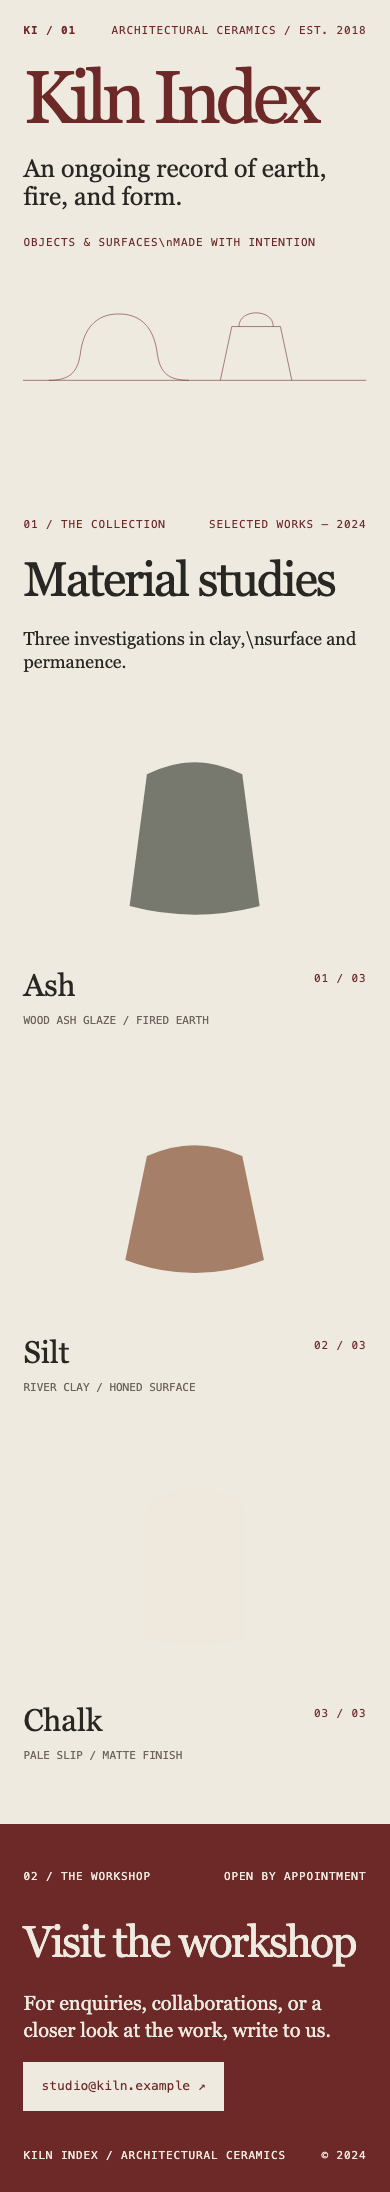 KI / 01
ARCHITECTURAL CERAMICS / EST. 2018
Kiln Index
An ongoing record of earth,
fire, and form.
OBJECTS & SURFACES\nMADE WITH INTENTION
01 / THE COLLECTION
SELECTED WORKS — 2024
Material studies
Three investigations in clay,\nsurface and
permanence.
Ash
01 / 03
WOOD ASH GLAZE / FIRED EARTH
Silt
02 / 03
RIVER CLAY / HONED SURFACE
Chalk
03 / 03
PALE SLIP / MATTE FINISH
02 / THE WORKSHOP
OPEN BY APPOINTMENT
Visit the workshop
For enquiries, collaborations, or a
closer look at the work, write to us.
studio@kiln.example ↗
KILN INDEX / ARCHITECTURAL CERAMICS
© 2024